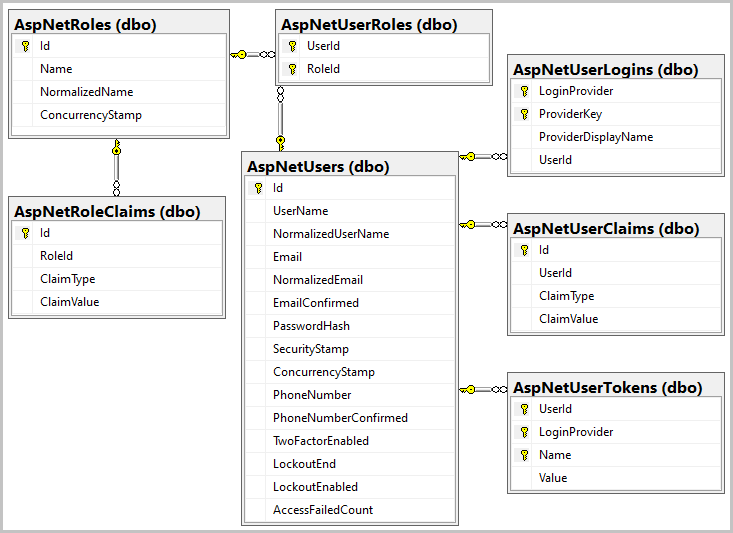 AspNetRoles (dbo)
Id
Name
NormalizedName
ConcurrencyStamp
AspNetUserRoles (dbo)
UserId
RoleId
AspNetUserLogins (dbo)
LoginProvider
ProviderKey
ProviderDisplayName
UserId
AspNetUsers (dbo)
Id
UserName
NormalizedUserName
Email
NormalizedEmail
EmailConfirmed
PasswordHash
SecurityStamp
ConcurrencyStamp
PhoneNumber
PhoneNumberConfirmed
TwoFactorEnabled
LockoutEnd
LockoutEnabled
AccessFailedCount
AspNetRoleClaims (dbo)
Id
RoleId
ClaimType
ClaimValue
AspNetUserClaims (dbo)
Id
UserId
ClaimType
ClaimValue
AspNetUserTokens (dbo)
UserId
LoginProvider
Name
Value